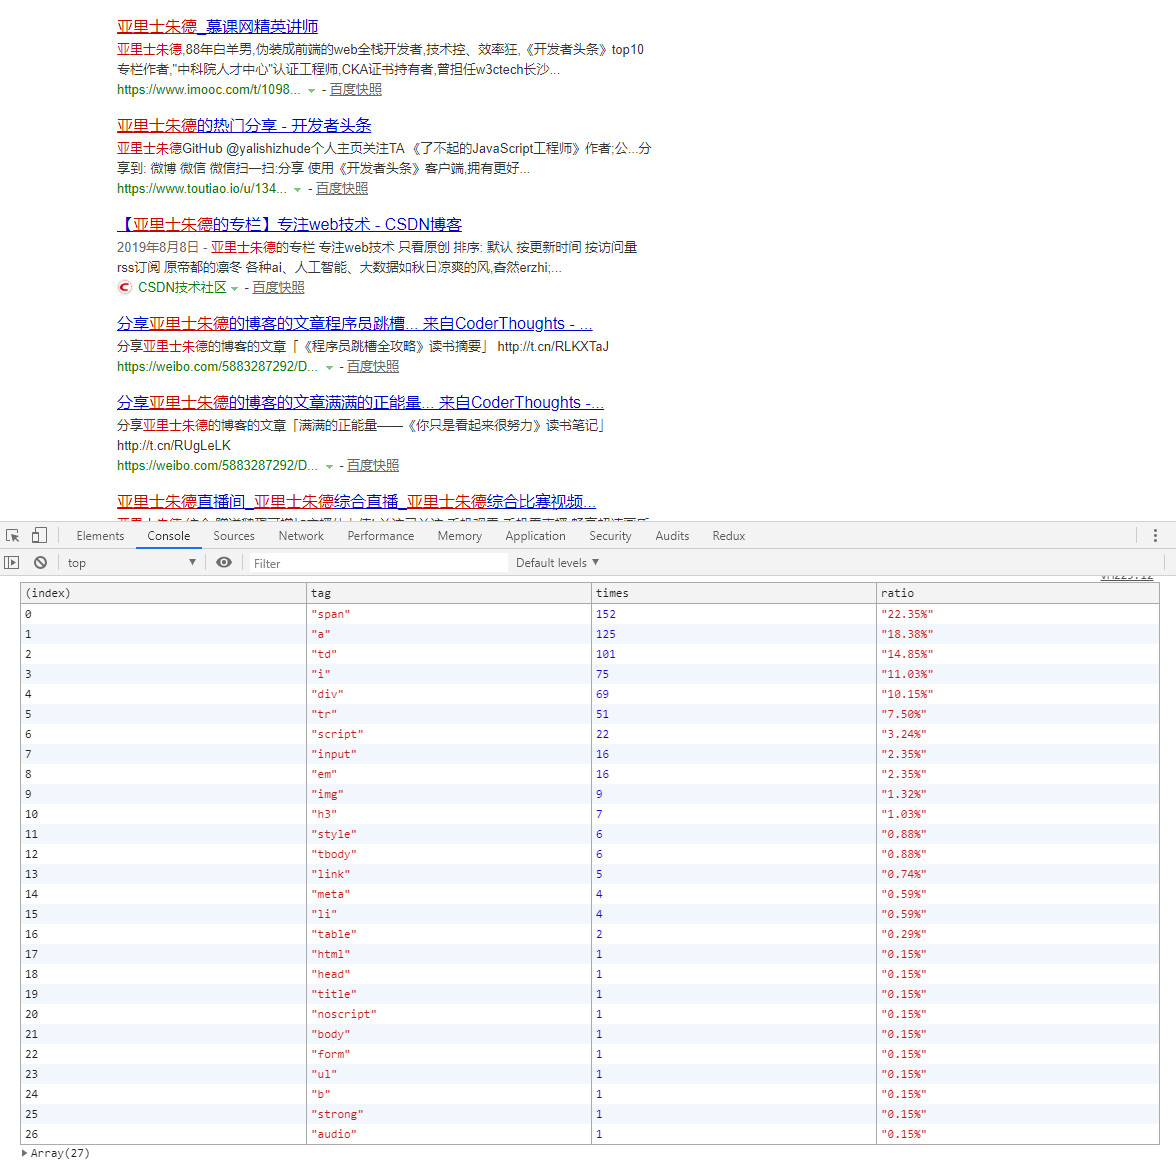 亚里士朱德_慕课网精英讲师
亚里士朱德,88年白羊男,伪装成前端的web全栈开发者,技术控、效率狂,《开发者头条》top10
专栏作者,"中科院人才中心"认证工程师,CKA证书持有者,曾担任w3ctech长沙...
https://www.imooc.com/t/1098... - 百度快照
亚里士朱德的热门分享 - 开发者头条
亚里士朱德GitHub @yalishizhude个人主页关注TA 《了不起的JavaScript工程师》作者;公...分
享到: 微博 微信 微信扫一扫:分享 使用《开发者头条》客户端,拥有更好...
https://www.toutiao.io/u/134... - 百度快照
【亚里士朱德的专栏】专注web技术 - CSDN博客
2019年8月8日 - 亚里士朱德的专栏 专注web技术 只看原创 排序: 默认 按更新时间 按访问量
rss订阅 原帝都的凛冬 各种ai、人工智能、大数据如秋日凉爽的风,杳然erzhi;...
CSDN技术社区 - 百度快照
分享亚里士朱德的博客的文章程序员跳槽... 来自CoderThoughts - ...
分享亚里士朱德的博客的文章「《程序员跳槽全攻略》读书摘要」 http://t.cn/RLKXTaJ
https://weibo.com/5883287292/D... - 百度快照
分享亚里士朱德的博客的文章满满的正能量... 来自CoderThoughts -...
分享亚里士朱德的博客的文章「满满的正能量——《你只是看起来很努力》读书笔记」
http://t.cn/RUgLeLK
https://weibo.com/5883287292/D... - 百度快照
亚里士朱德直播间_亚里士朱德综合直播_亚里士朱德综合比赛视频...
Elements Console Sources Network Performance Memory Application Security Audits Redux
top Filter Default levels
(index) tag times ratio
0 "span" 152 "22.35%"
1 "a" 125 "18.38%"
2 "td" 101 "14.85%"
3 "i" 75 "11.03%"
4 "div" 69 "10.15%"
5 "tr" 51 "7.50%"
6 "script" 22 "3.24%"
7 "input" 16 "2.35%"
8 "em" 16 "2.35%"
9 "img" 9 "1.32%"
10 "h3" 7 "1.03%"
11 "style" 6 "0.88%"
12 "tbody" 6 "0.88%"
13 "link" 5 "0.74%"
14 "meta" 4 "0.59%"
15 "li" 4 "0.59%"
16 "table" 2 "0.29%"
17 "html" 1 "0.15%"
18 "head" 1 "0.15%"
19 "title" 1 "0.15%"
20 "noscript" 1 "0.15%"
21 "body" 1 "0.15%"
22 "form" 1 "0.15%"
23 "ul" 1 "0.15%"
24 "b" 1 "0.15%"
25 "strong" 1 "0.15%"
26 "audio" 1 "0.15%"
Array(27)